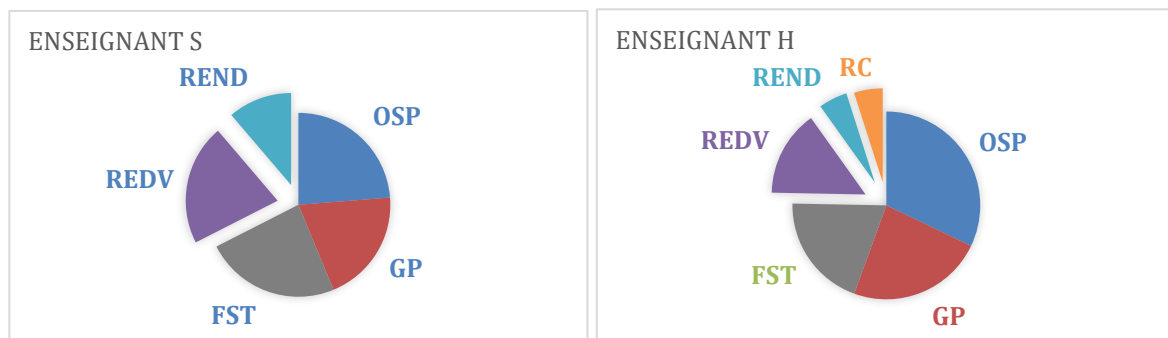 ENSEIGNANT S
REND
OSP
REDV
GP
FST
ENSEIGNANT H
RC
REND
REDV
OSP
FST
GP